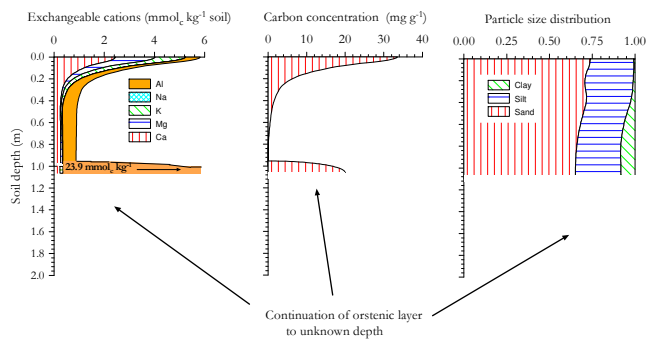 Exchangeable cations (mmolc kg-1 soil)
Carbon concentration (mg g-1)
Particle size distribution
0 2 4 6
0 10 20 30 40
0.00 0.25 0.50 0.75 1.00
Soil depth (m)
0.0
0.2
0.4
0.6
0.8
1.0
1.2
1.4
1.6
1.8
2.0
Al
Na
K
Mg
Ca
23.9 mmolc kg-1
Clay
Silt
Sand
Continuation of orstenic layer
to unknown depth